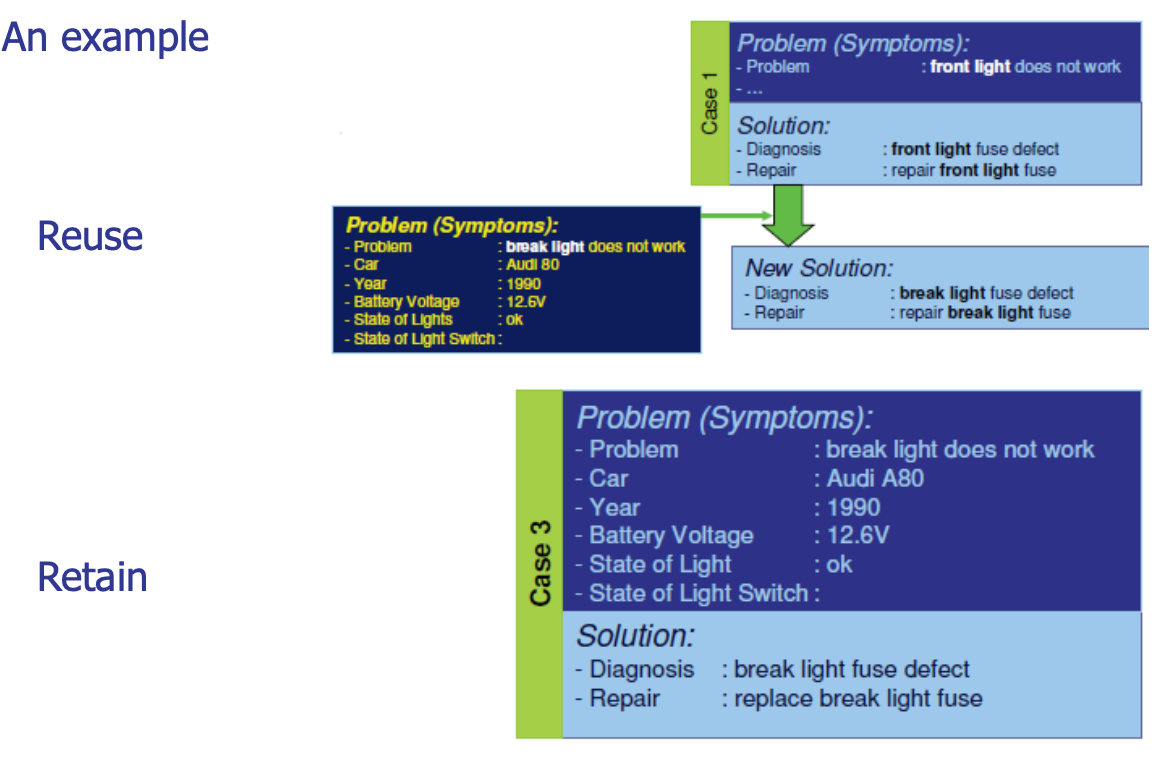 An example
Case 1
Problem (Symptoms):
- Problem : front light does not work
- ...
Solution:
- Diagnosis : front light fuse defect
- Repair : repair front light fuse
Reuse
Problem (Symptoms):
- Problem : break light does not work
- Car : Audi 80
- Year : 1990
- Battery Voltage : 12.6V
- State of Lights : ok
- State of Light Switch :
New Solution:
- Diagnosis : break light fuse defect
- Repair : repair break light fuse
Retain
Case 3
Problem (Symptoms):
- Problem : break light does not work
- Car : Audi A80
- Year : 1990
- Battery Voltage : 12.6V
- State of Light : ok
- State of Light Switch :
Solution:
- Diagnosis : break light fuse defect
- Repair : replace break light fuse